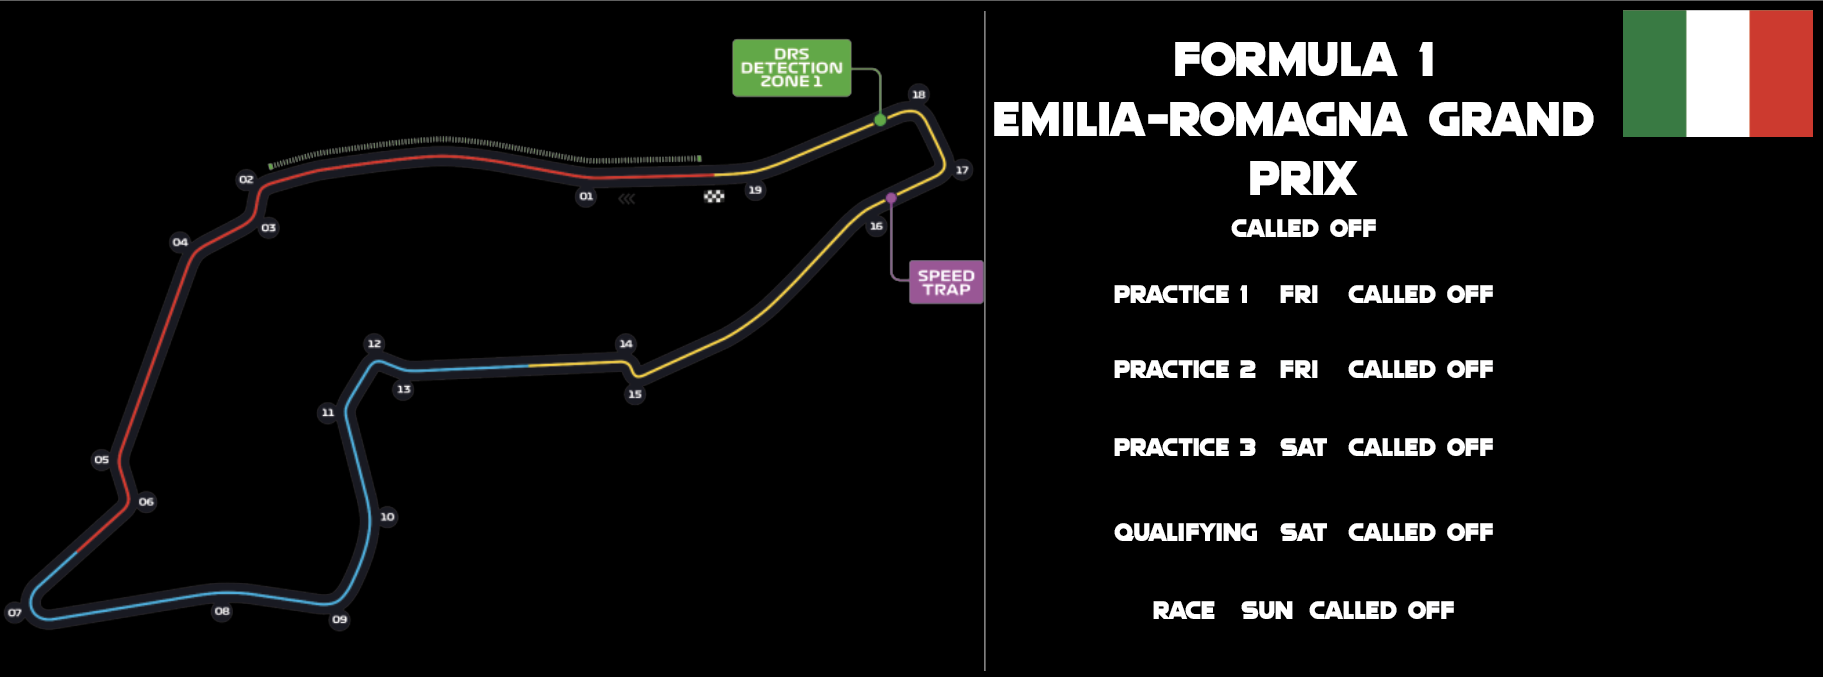 DRS
DETECTION
ZONE 1
18
17
02
01
19
03
16
04
SPEED
TRAP
12
14
13
15
11
05
06
10
07
08
09
FORMULA 1
EMILIA-ROMAGNA GRAND
PRIX
CALLED OFF
PRACTICE 1 FRI CALLED OFF
PRACTICE 2 FRI CALLED OFF
PRACTICE 3 SAT CALLED OFF
QUALIFYING SAT CALLED OFF
RACE SUN CALLED OFF